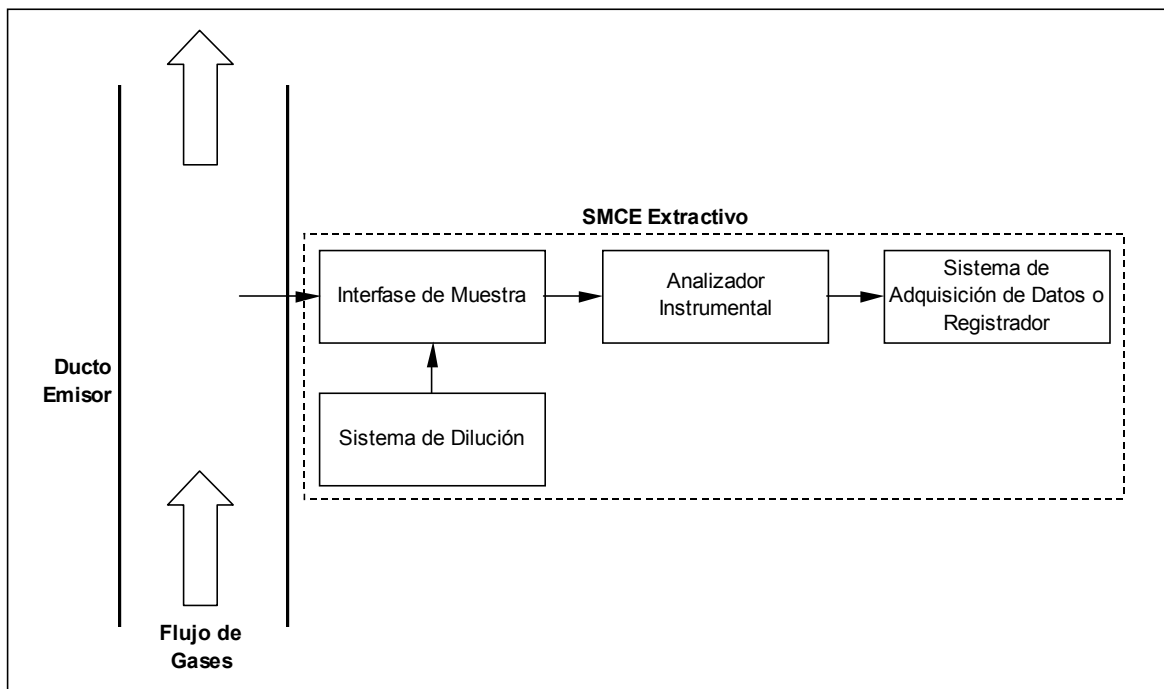 SMCE Extractivo
Interfase de Muestra
Analizador
Instrumental
Sistema de
Adquisición de Datos o
Registrador
Ducto
Emisor
Sistema de Dilución
Flujo de
Gases